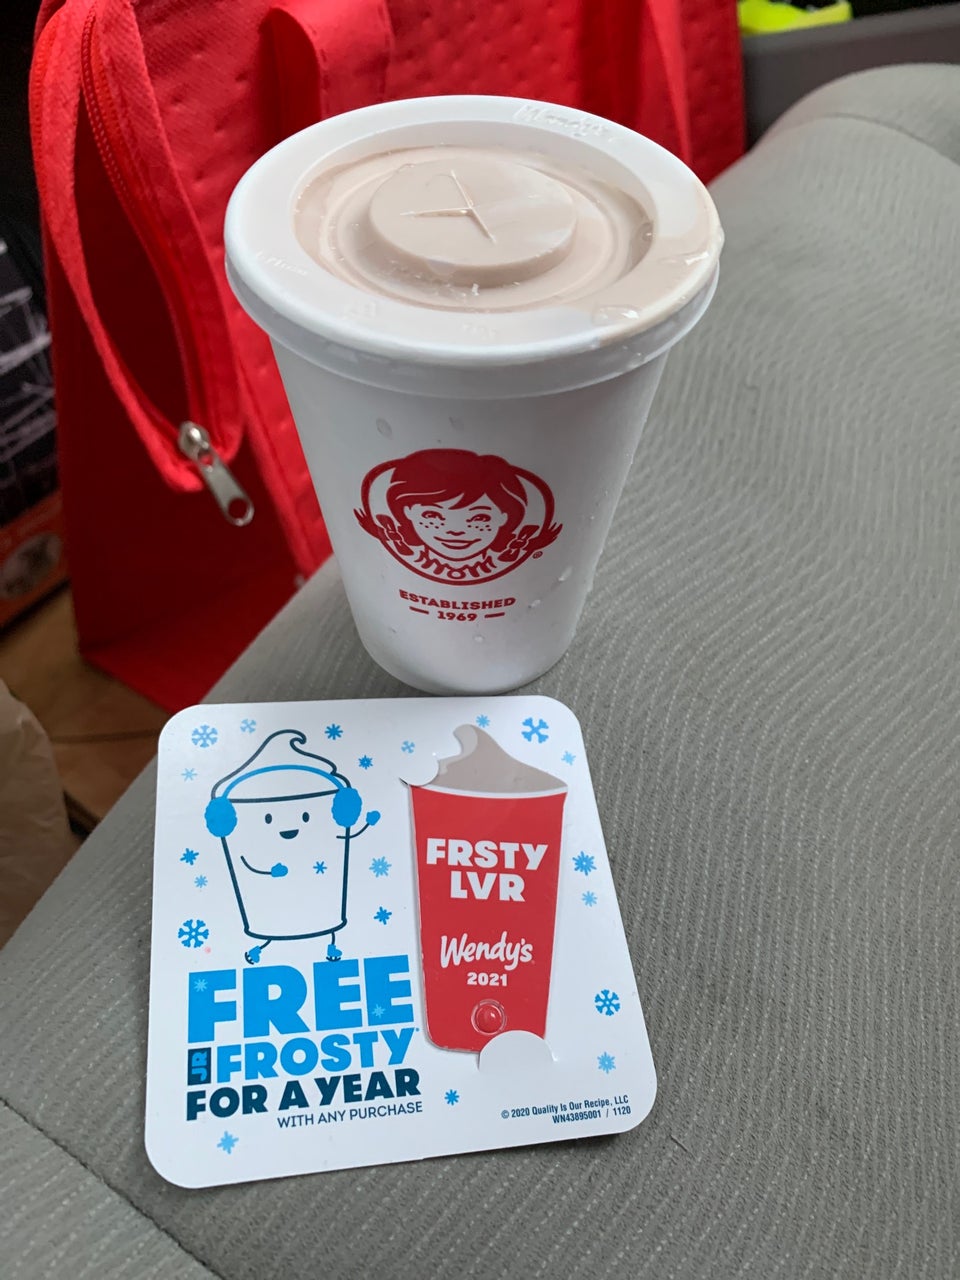 Wendy's
ESTABLISHED
1969
FRSTY
LVR
Wendy's
2021
FREE
JR FROSTY
FOR A YEAR
WITH ANY PURCHASE
© 2020 Quality Is Our Recipe, LLC
WN43895001 / 1120